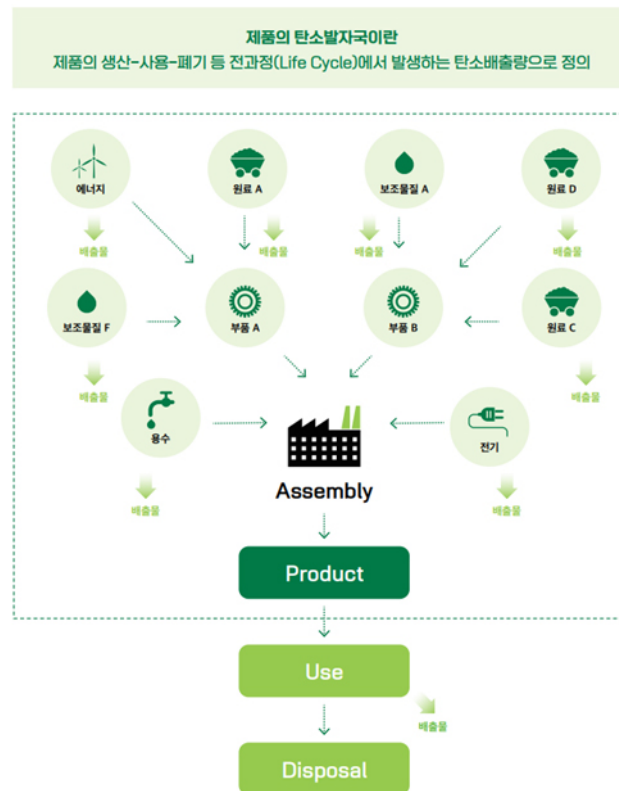 제품의 탄소발자국이란
제품의 생산-사용-폐기 등 전과정(Life Cycle)에서 발생하는 탄소배출량으로 정의
에너지
원료 A
보조물질 A
원료 D
배출물
배출물
배출물
배출물
보조물질 F
부품 A
부품 B
원료 C
배출물
배출물
용수
전기
Assembly
배출물
배출물
Product
Use
배출물
Disposal